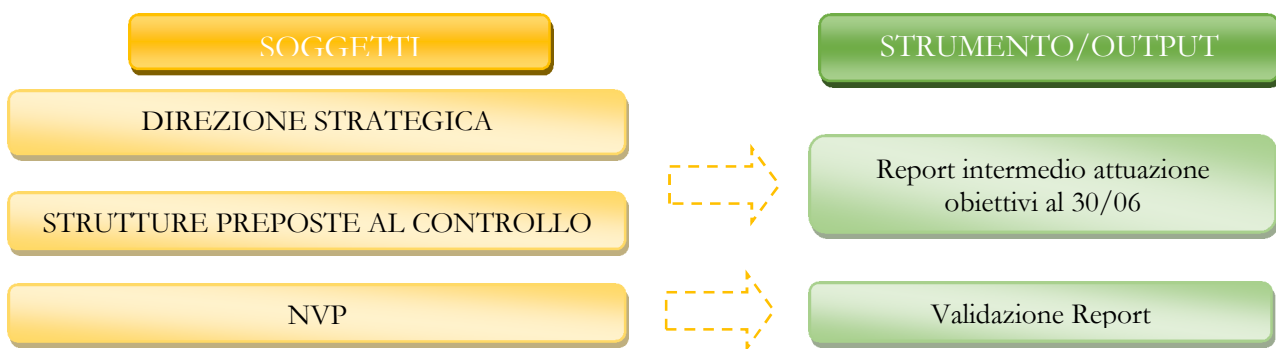 SOGGETTI
STRUMENTO/OUTPUT
DIREZIONE STRATEGICA
STRUTTURE PREPOSTE AL CONTROLLO
Report intermedio attuazione
obiettivi al 30/06
NVP
Validazione Report